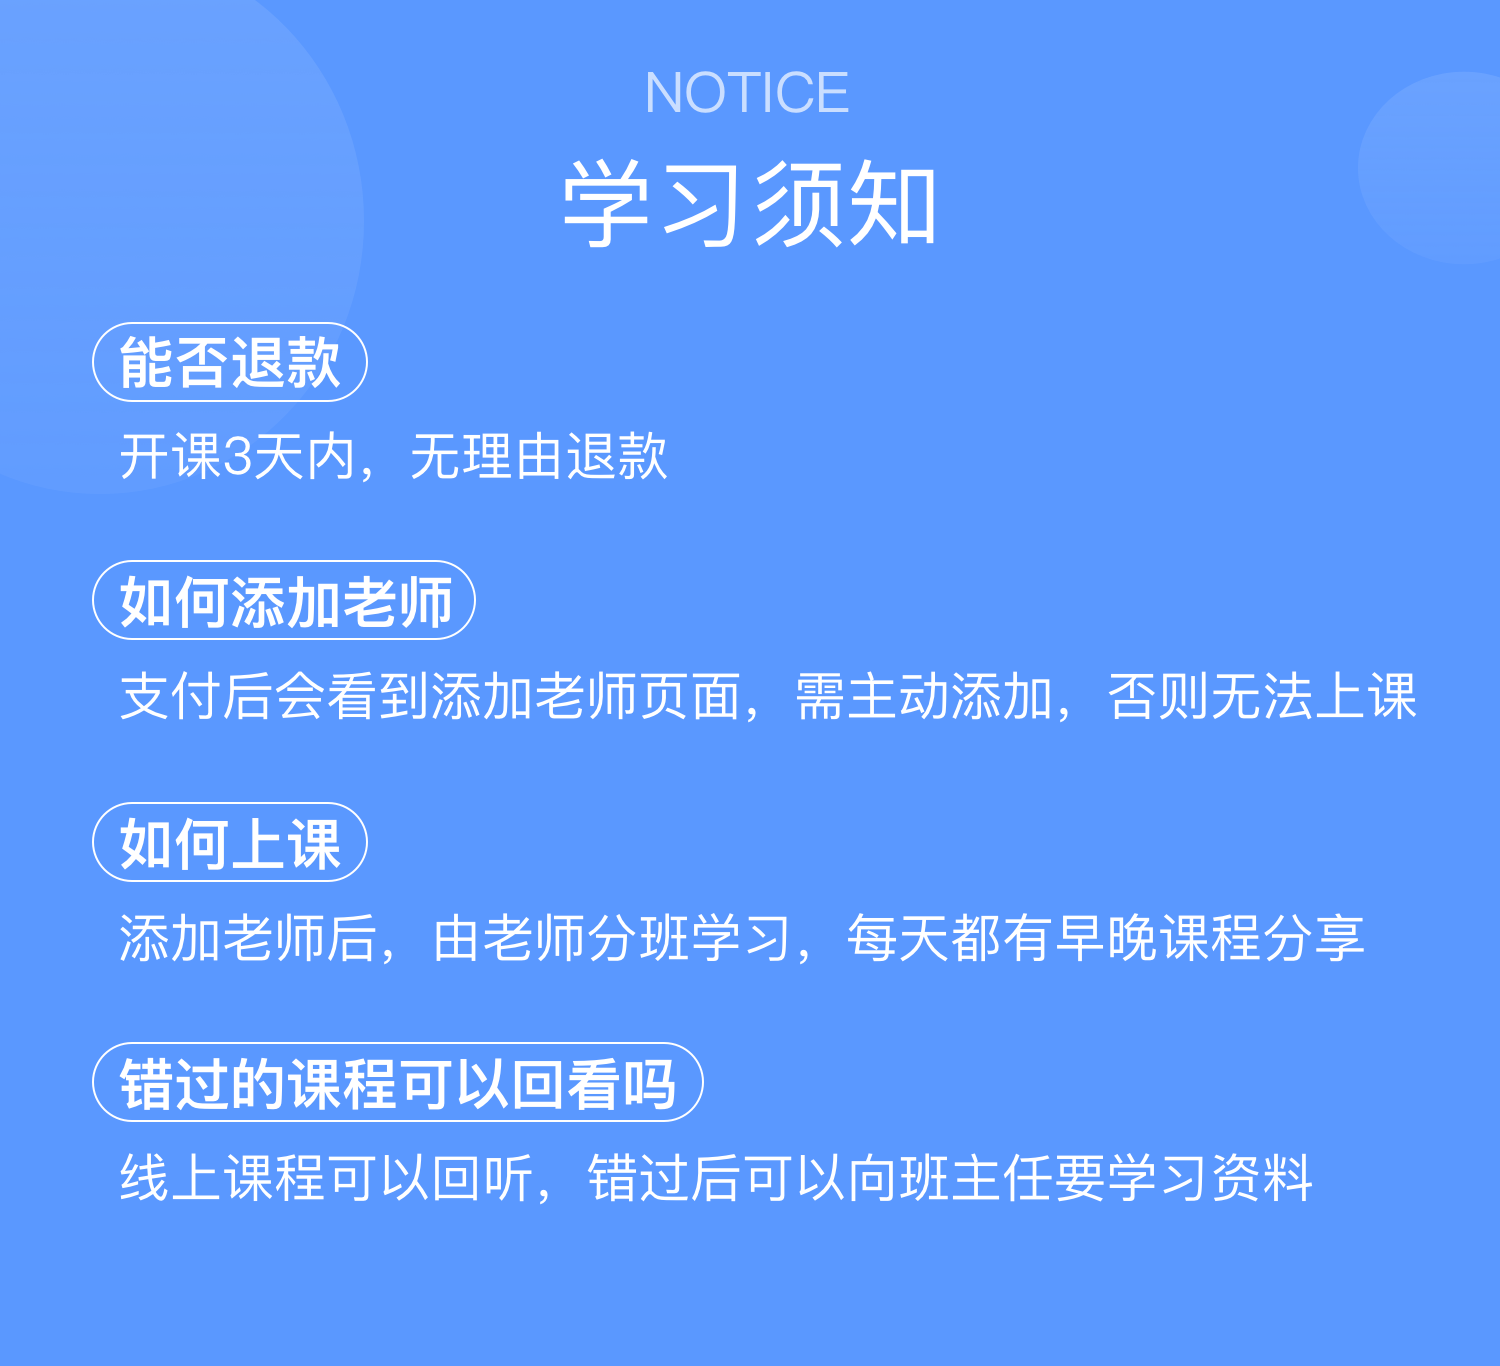 NOTICE
学习须知
能否退款
开课3天内，无理由退款
如何添加老师
支付后会看到添加老师页面，需主动添加，否则无法上课
如何上课
添加老师后，由老师分班学习，每天都有早晚课程分享
错过的课程可以回看吗
线上课程可以回听，错过后可以向班主任要学习资料